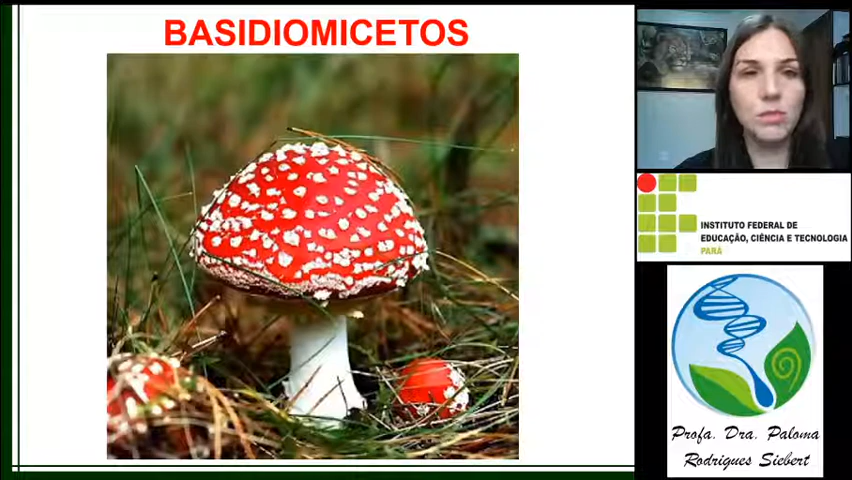 BASIDIOMICETOS
INSTITUTO FEDERAL DE
EDUCAÇÃO, CIÊNCIA E TECNOLOGIA
PARÁ
Profa. Dra. Paloma
Rodrigues Siebert